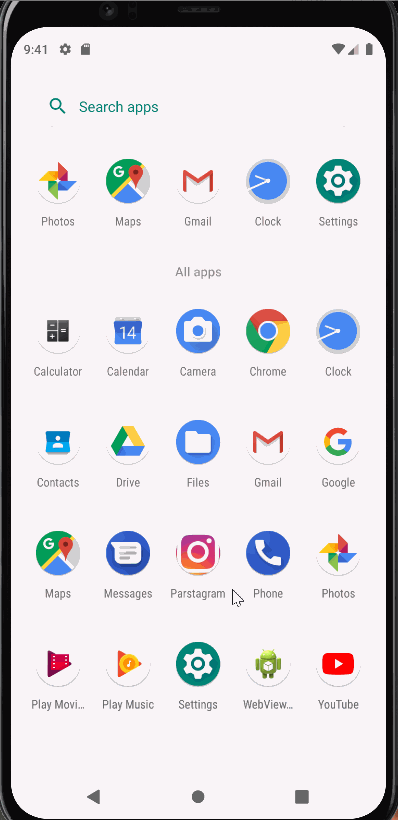 9:41
Search apps
Photos Maps Gmail Clock Settings
All apps
14
Calculator Calendar Camera Chrome Clock
Contacts Drive Files Gmail Google
Maps Messages Parstagram Phone Photos
Play Movi... Play Music Settings WebView... YouTube